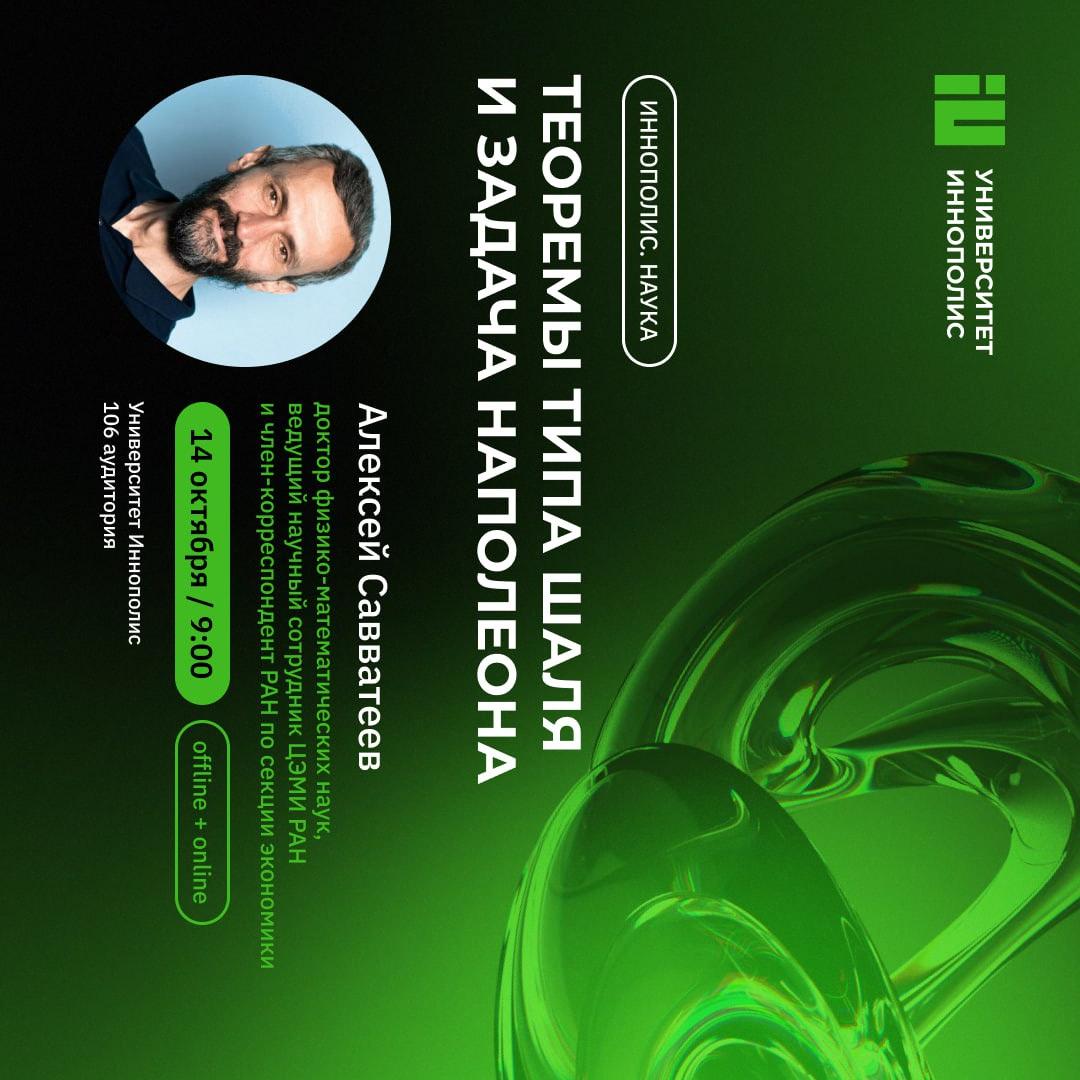 УНИВЕРСИТЕТ
ИННОПОЛИС
ИННОПОЛИС. НАУКА
ТЕОРЕМЫ ТИПА ШАЛЯ
И ЗАДАЧА НАПОЛЕОНА
Алексей Савватеев
доктор физико-математических наук,
ведущий научный сотрудник ЦЭМИ РАН
и член-корреспондент РАН по секции экономики
14 октября / 9:00
offline + online
Университет Иннополис
106 аудитория